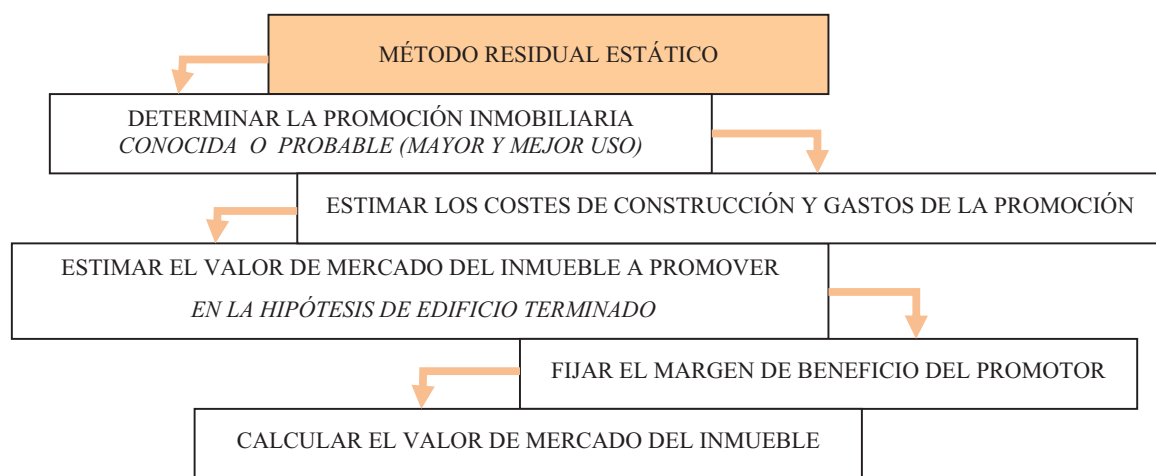 MÉTODO RESIDUAL ESTÁTICO
DETERMINAR LA PROMOCIÓN INMOBILIARIA
CONOCIDA O PROBABLE (MAYOR Y MEJOR USO)
ESTIMAR LOS COSTES DE CONSTRUCCIÓN Y GASTOS DE LA PROMOCIÓN
ESTIMAR EL VALOR DE MERCADO DEL INMUEBLE A PROMOVER
EN LA HIPÓTESIS DE EDIFICIO TERMINADO
FIJAR EL MARGEN DE BENEFICIO DEL PROMOTOR
CALCULAR EL VALOR DE MERCADO DEL INMUEBLE